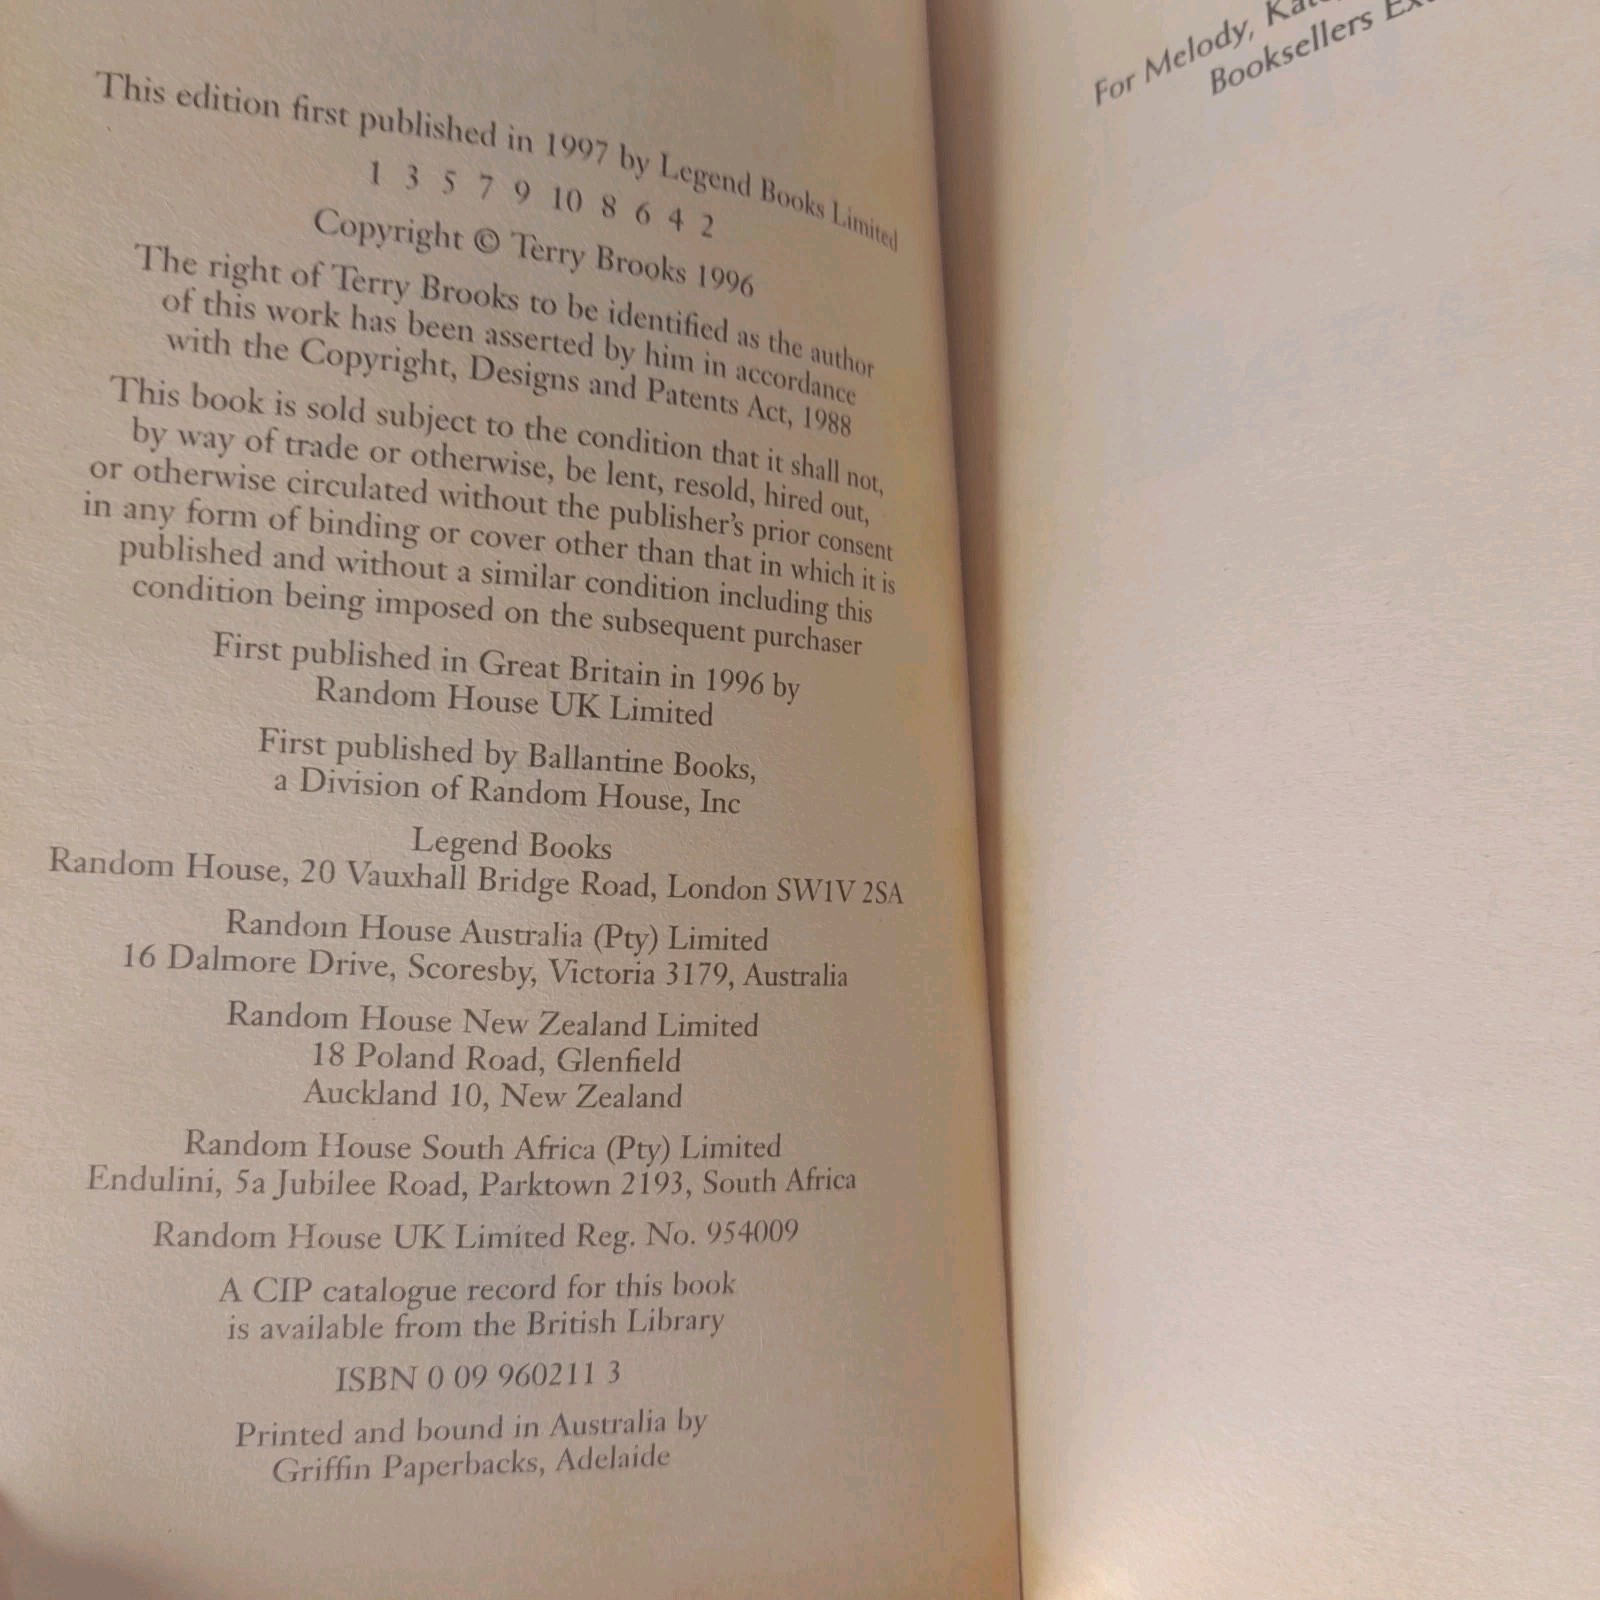 This edition first published in 1997 by Legend Books Limited
1 3 5 7 9 10 8 6 4 2
Copyright © Terry Brooks 1996
The right of Terry Brooks to be identified as the author
of this work has been asserted by him in accordance
with the Copyright, Designs and Patents Act, 1988
This book is sold subject to the condition that it shall not,
by way of trade or otherwise, be lent, resold, hired out,
or otherwise circulated without the publisher's prior consent
in any form of binding or cover other than that in which it is
published and without a similar condition including this
condition being imposed on the subsequent purchaser
First published in Great Britain in 1996 by
Random House UK Limited
First published by Ballantine Books,
a Division of Random House, Inc
Legend Books
Random House, 20 Vauxhall Bridge Road, London SW1V 2SA
Random House Australia (Pty) Limited
16 Dalmore Drive, Scoresby, Victoria 3179, Australia
Random House New Zealand Limited
18 Poland Road, Glenfield
Auckland 10, New Zealand
Random House South Africa (Pty) Limited
Endulini, 5a Jubilee Road, Parktown 2193, South Africa
Random House UK Limited Reg. No. 954009
A CIP catalogue record for this book
is available from the British Library
ISBN 0 09 960211 3
Printed and bound in Australia by
Griffin Paperbacks, Adelaide
For Melody,
Booksellers